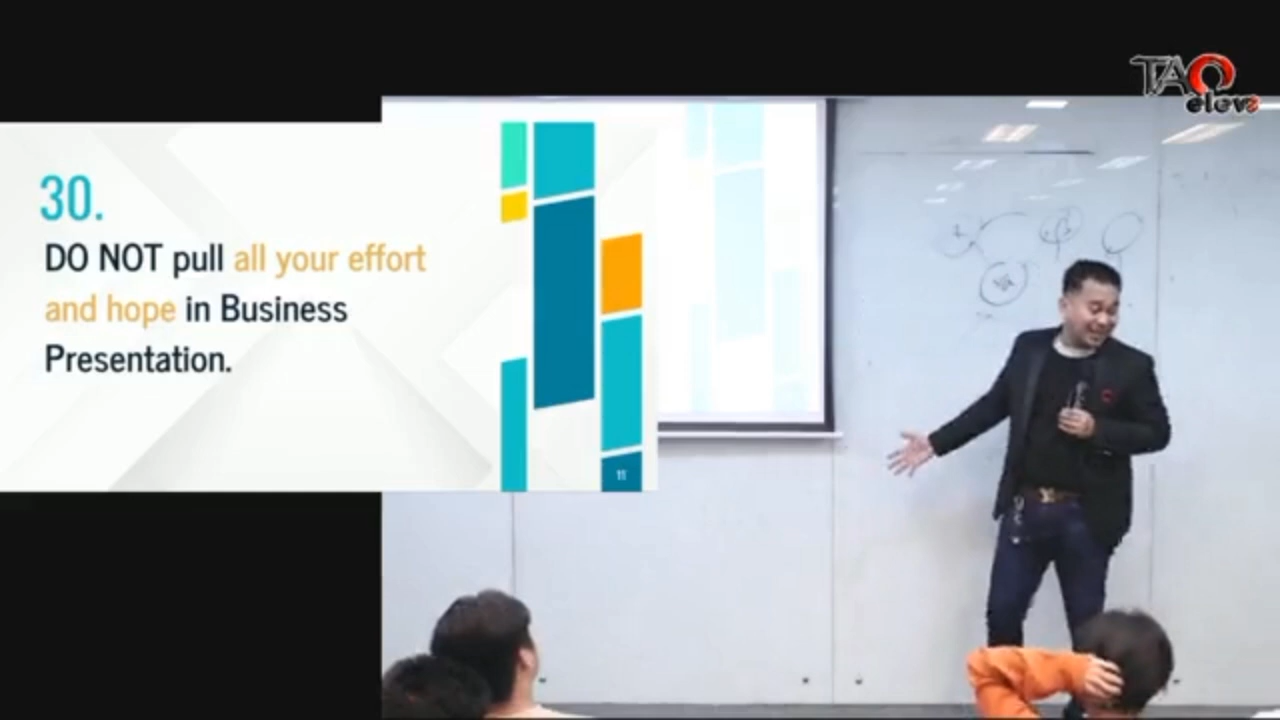 TAO
eleve
30.
DO NOT pull all your effort
and hope in Business
Presentation.
11